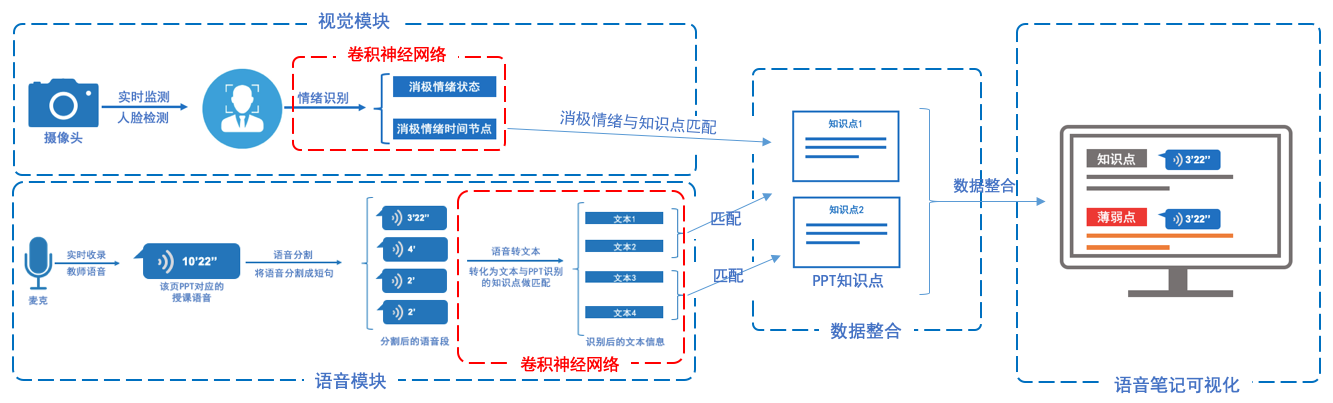 视觉模块
卷积神经网络
摄像头
实时监测
人脸检测
情绪识别
消极情绪状态
消极情绪时间节点
消极情绪与知识点匹配
麦克
实时收录
教师语音
10'22"
该页PPT对应的
授课语音
语音分割
将语音分割成短句
3'22"
4'
2'
2'
分割后的语音段
语音转文本
转化为文本与PPT识别
的知识点做匹配
文本1
文本2
文本3
文本4
识别后的文本信息
卷积神经网络
语音模块
匹配
匹配
知识点1
知识点2
PPT知识点
数据整合
数据整合
知识点
3'22"
薄弱点
3'22"
语音笔记可视化